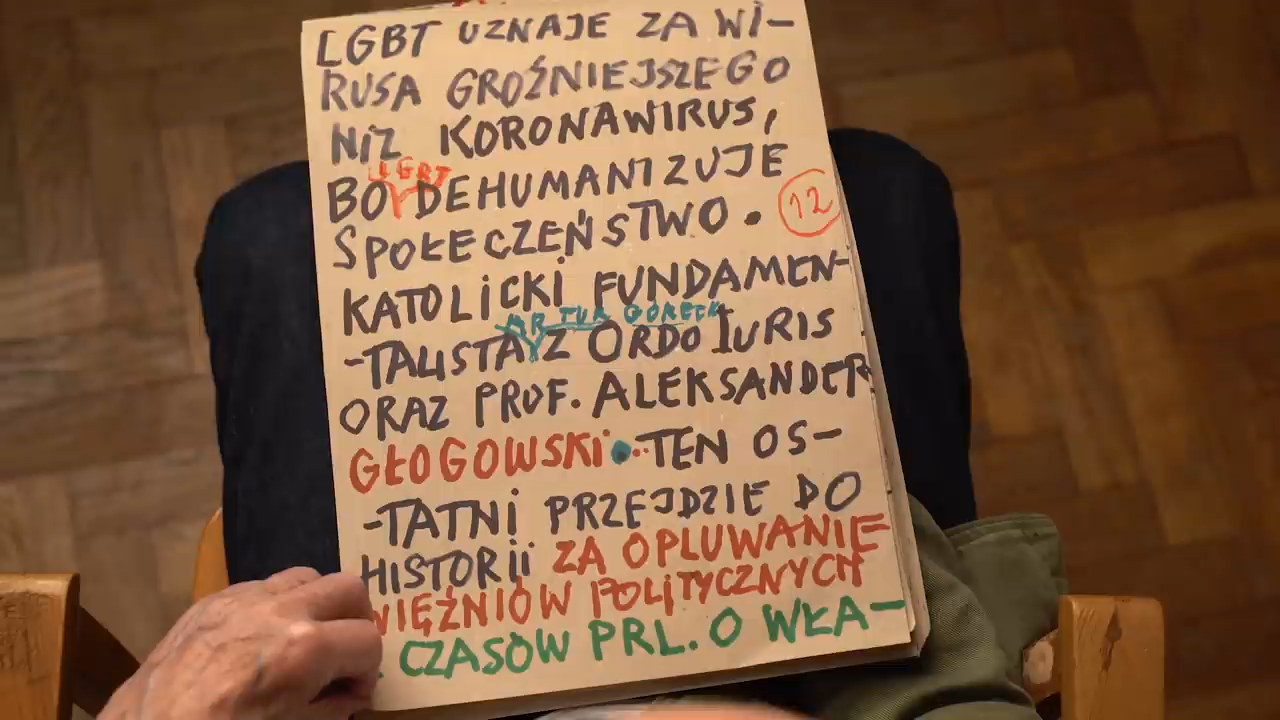 LGBT UZNAJE ZA WI-
RUSA GROŹNIEJSZEGO
NIZ KORONAWIRUS,
LGBT
BO DEHUMANIZUJE
12
SPOŁECZEŃSTWO.
KATOLICKI FUNDAMEN-
ARTUR GÓRECKI
-TALISTA Z ORDO IURIS
ORAZ PROF. ALEKSANDER
GŁOGOWSKI. TEN OS-
-TATNI PRZEJDZIE DO
HISTORII ZA OPLUWANIE
WIĘŹNIÓW POLITYCZNYCH
CZASÓW PRL. O WŁA-